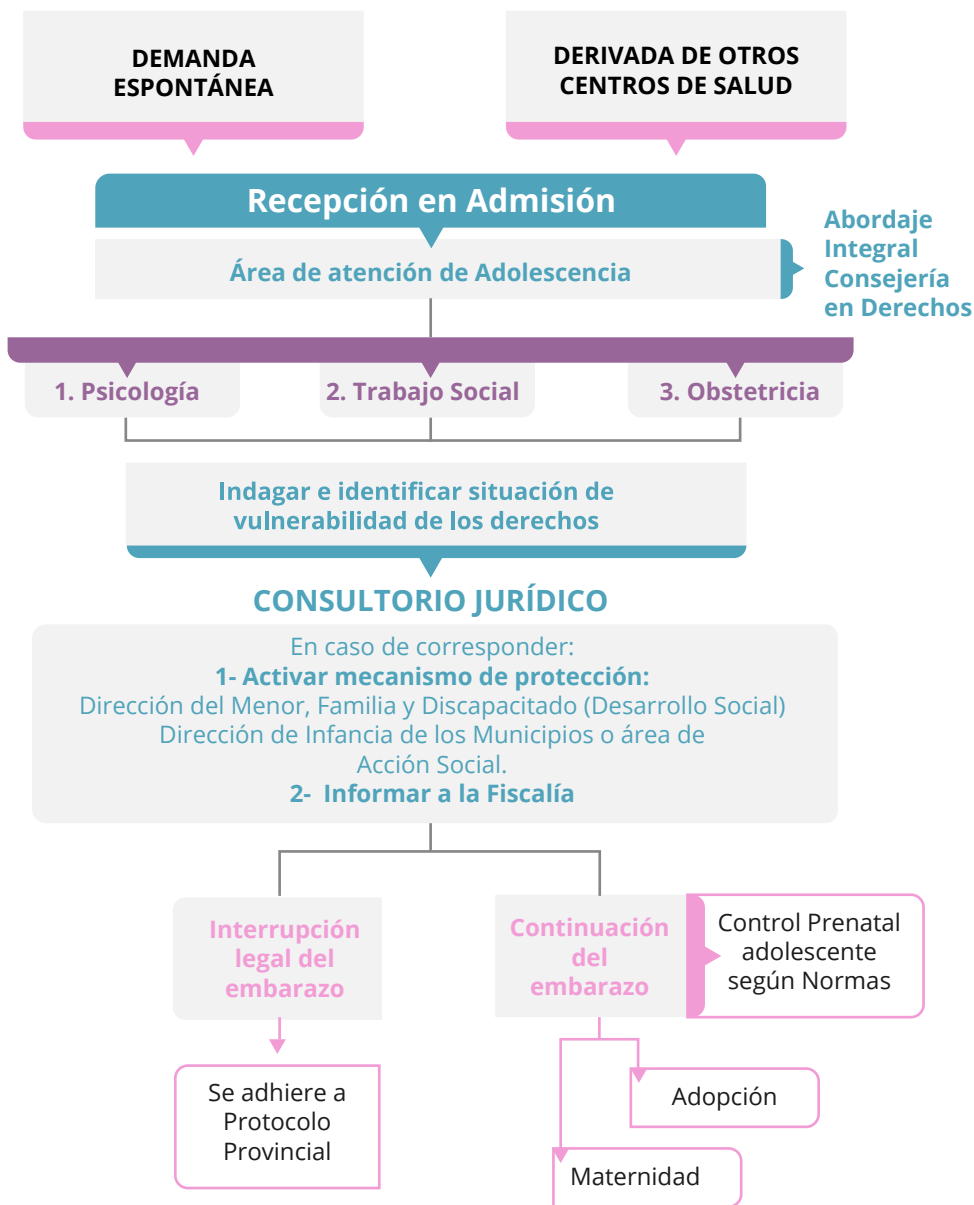 DEMANDA
ESPONTÁNEA
DERIVADA DE OTROS
CENTROS DE SALUD
Recepción en Admisión
Área de atención de Adolescencia
Abordaje
Integral
Consejería
en Derechos
1. Psicología
2. Trabajo Social
3. Obstetricia
Indagar e identificar situación de
vulnerabilidad de los derechos
CONSULTORIO JURÍDICO
En caso de corresponder:
1- Activar mecanismo de protección:
Dirección del Menor, Familia y Discapacitado (Desarrollo Social)
Dirección de Infancia de los Municipios o área de
Acción Social.
2- Informar a la Fiscalía
Interrupción
legal del
embarazo
Continuación
del
embarazo
Control Prenatal
adolescente
según Normas
Se adhiere a
Protocolo
Provincial
Adopción
Maternidad